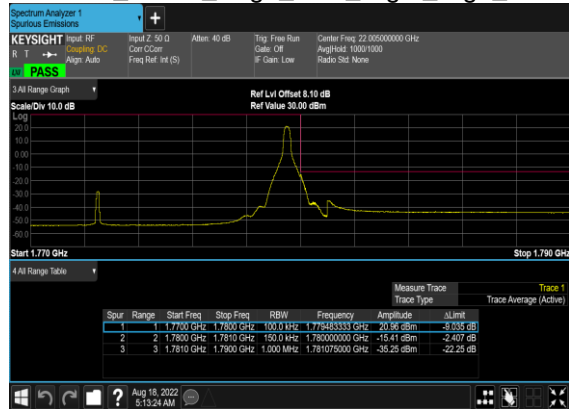 Spectrum Analyzer 1
Spurious Emissions
KEYSIGHT Input: RF Input Z: 50 Ω Atten: 40 dB Trig: Free Run Center Freq: 22.005000000 GHz
R T Coupling: DC Corr CCorr Gate: Off Avg|Hold: 1000/1000
Align: Auto Freq Ref: Int (S) IF Gain: Low Radio Std: None
PASS
3 All Range Graph
Ref Lvl Offset 8.10 dB
Scale/Div 10.0 dB Ref Value 30.00 dBm
Log
20.0
10.0
0.00
-10.0
-20.0
-30.0
-40.0
-50.0
-60.0
Start 1.770 GHz Stop 1.790 GHz
4 All Range Table
Measure Trace Trace 1
Trace Type Trace Average (Active)
Spur Range Start Freq Stop Freq RBW Frequency Amplitude ΔLimit
1 1 1.7700 GHz 1.7800 GHz 100.0 kHz 1.779483333 GHz 20.96 dBm -9.035 dB
2 2 1.7800 GHz 1.7810 GHz 150.0 kHz 1.780000000 GHz -15.41 dBm -2.407 dB
3 3 1.7810 GHz 1.7900 GHz 1.000 MHz 1.781075000 GHz -35.25 dBm -22.25 dB
? Aug 18, 2022
5:13:24 AM